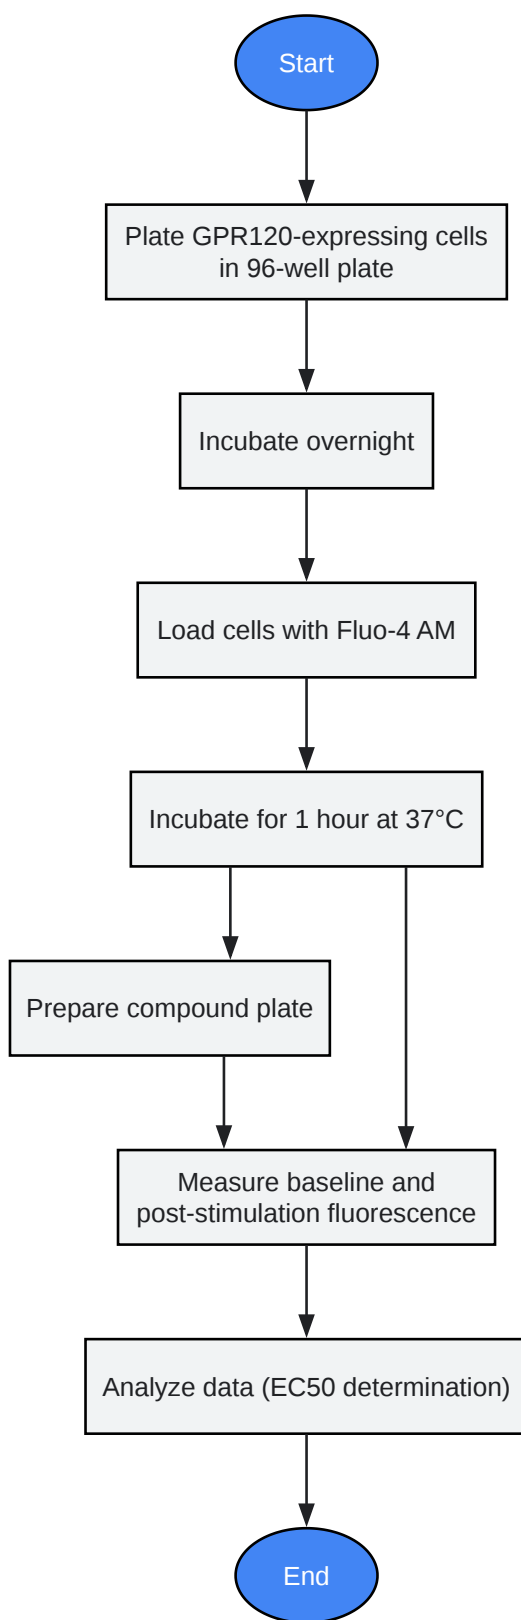 Start
Plate GPR120-expressing cells
in 96-well plate
Incubate overnight
Load cells with Fluo-4 AM
Incubate for 1 hour at 37°C
Prepare compound plate
Measure baseline and
post-stimulation fluorescence
Analyze data (EC50 determination)
End